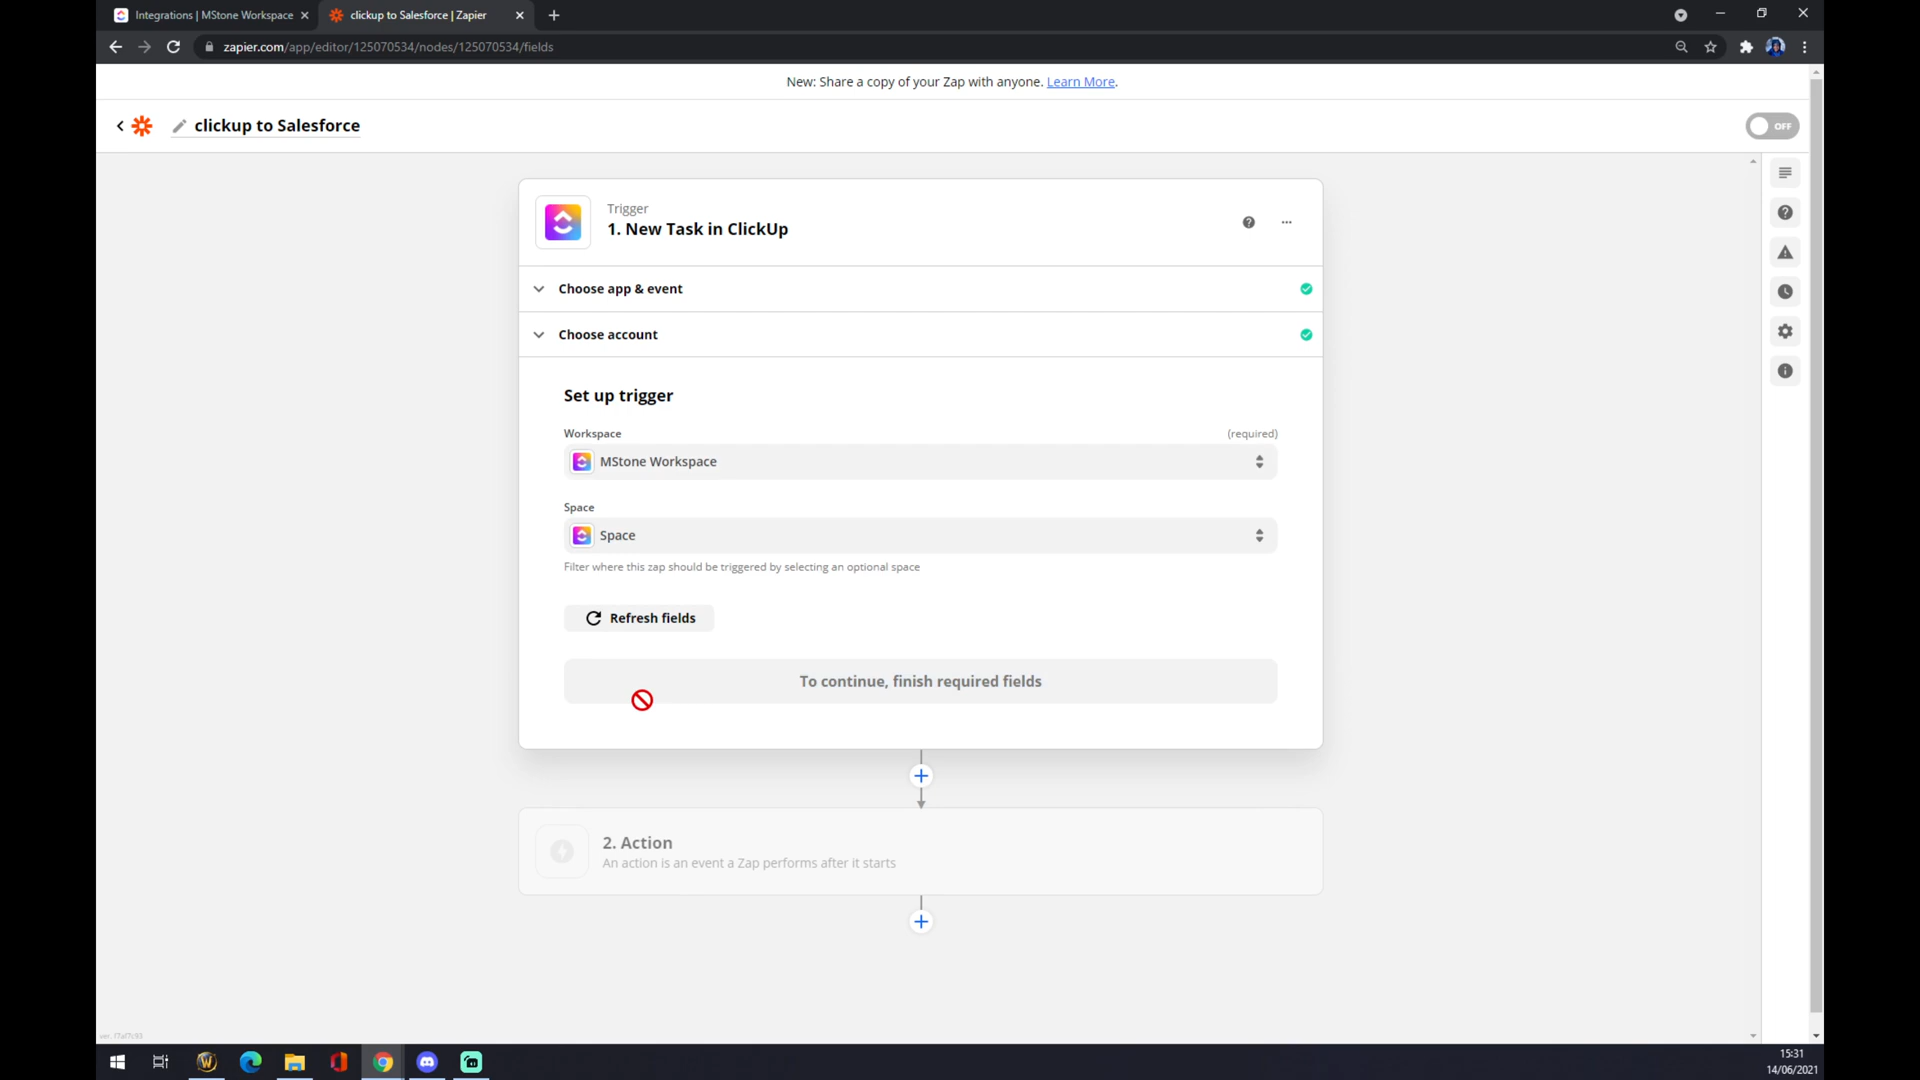 Integrations | MStone Workspace
clickup to Salesforce | Zapier
zapier.com/app/editor/125070534/nodes/125070534/fields
New: Share a copy of your Zap with anyone. Learn More.
clickup to Salesforce
OFF
Trigger
1. New Task in ClickUp
Choose app & event
Choose account
Set up trigger
Workspace
(required)
MStone Workspace
Space
Space
Filter where this zap should be triggered by selecting an optional space
Refresh fields
To continue, finish required fields
2. Action
An action is an event a Zap performs after it starts
15:31
14/06/2021